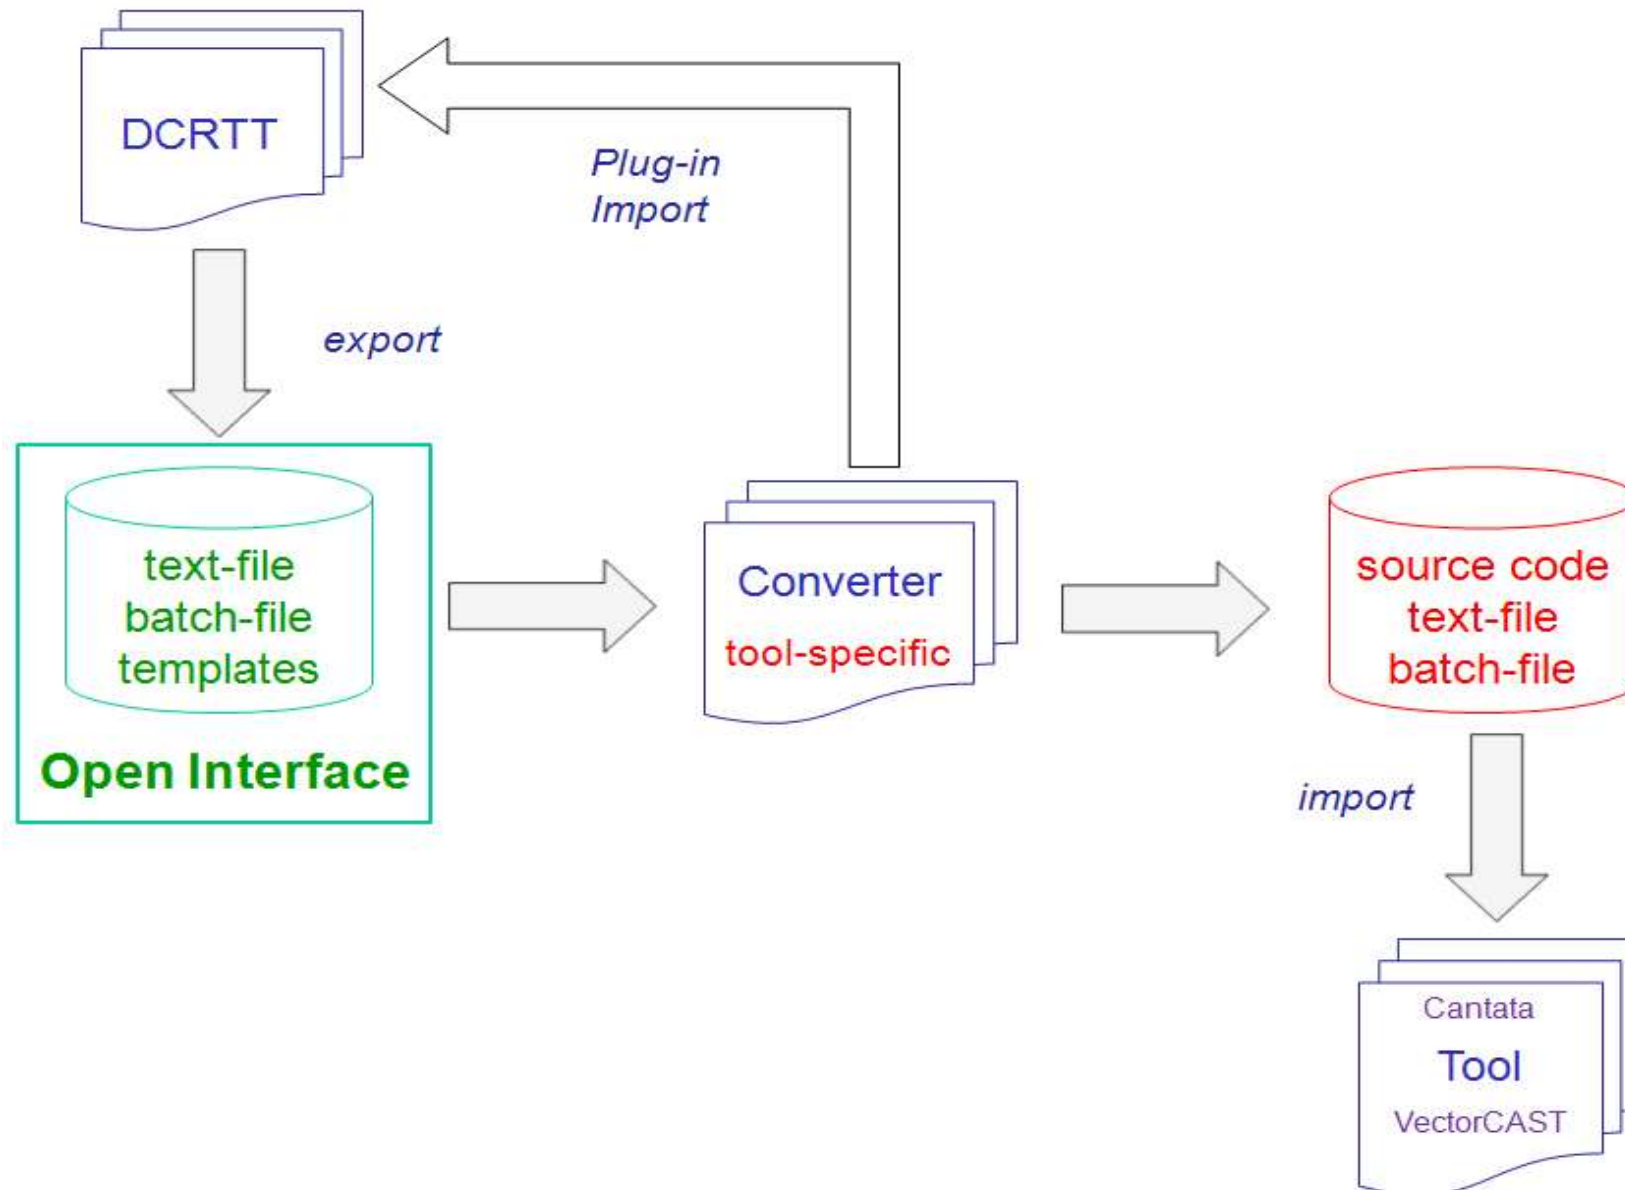 DCRTT
Plug-in
Import
export
text-file
batch-file
templates
Open Interface
Converter
tool-specific
source code
text-file
batch-file
import
Cantata
Tool
VectorCAST